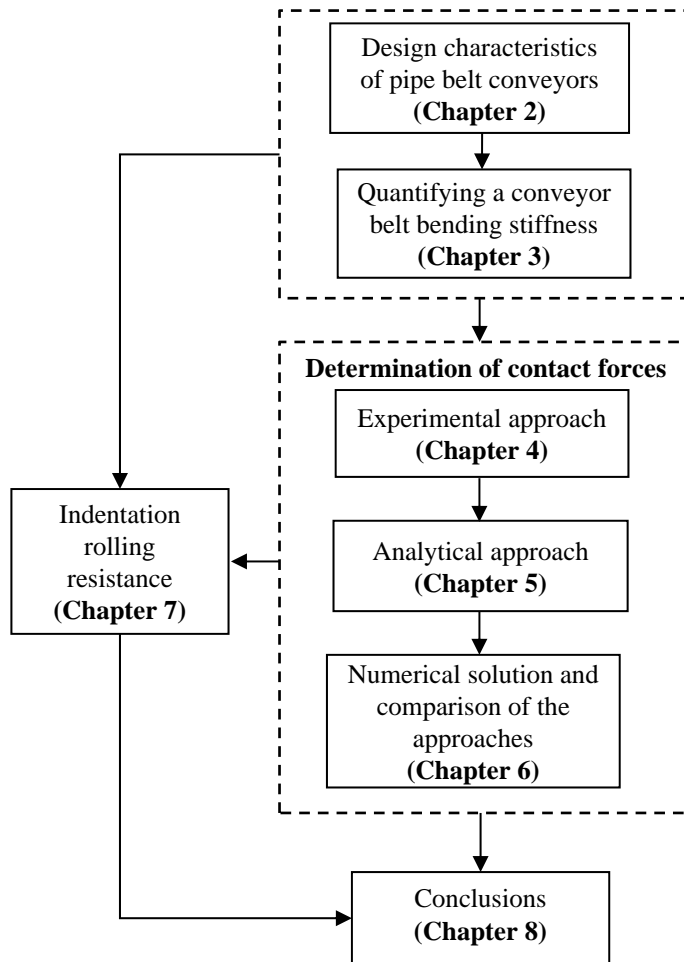 Design characteristics
of pipe belt conveyors
(Chapter 2)
Quantifying a conveyor
belt bending stiffness
(Chapter 3)
Determination of contact forces
Experimental approach
(Chapter 4)
Analytical approach
(Chapter 5)
Numerical solution and
comparison of the
approaches
(Chapter 6)
Indentation
rolling
resistance
(Chapter 7)
Conclusions
(Chapter 8)